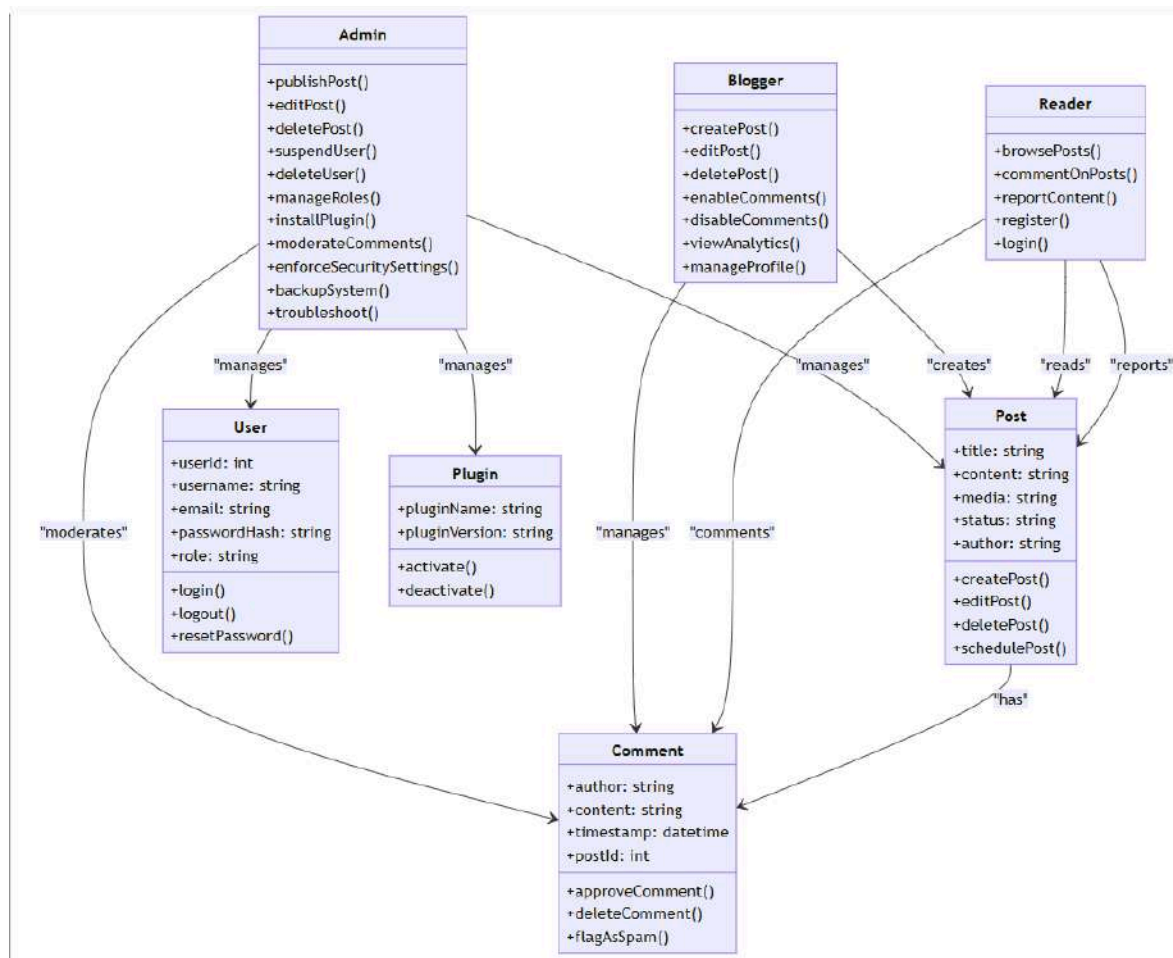 Admin
+publishPost()
+editPost()
+deletePost()
+suspendUser()
+deleteUser()
+manageRoles()
+installPlugin()
+moderateComments()
+enforceSecuritySettings()
+backupSystem()
+troubleshoot()
Blogger
+createPost()
+editPost()
+deletePost()
+enableComments()
+disableComments()
+viewAnalytics()
+manageProfile()
Reader
+browsePosts()
+commentOnPosts()
+reportContent()
+register()
+login()
"manages"
"manages"
"manages"
"creates"
"reads"
"reports"
User
+userId: int
+username: string
+email: string
+passwordHash: string
+role: string
+login()
+logout()
+resetPassword()
Plugin
+pluginName: string
+pluginVersion: string
+activate()
+deactivate()
Post
+title: string
+content: string
+media: string
+status: string
+author: string
+createPost()
+editPost()
+deletePost()
+schedulePost()
"moderates"
"manages"
"comments"
"has"
Comment
+author: string
+content: string
+timestamp: datetime
+postId: int
+approveComment()
+deleteComment()
+flagAsSpam()